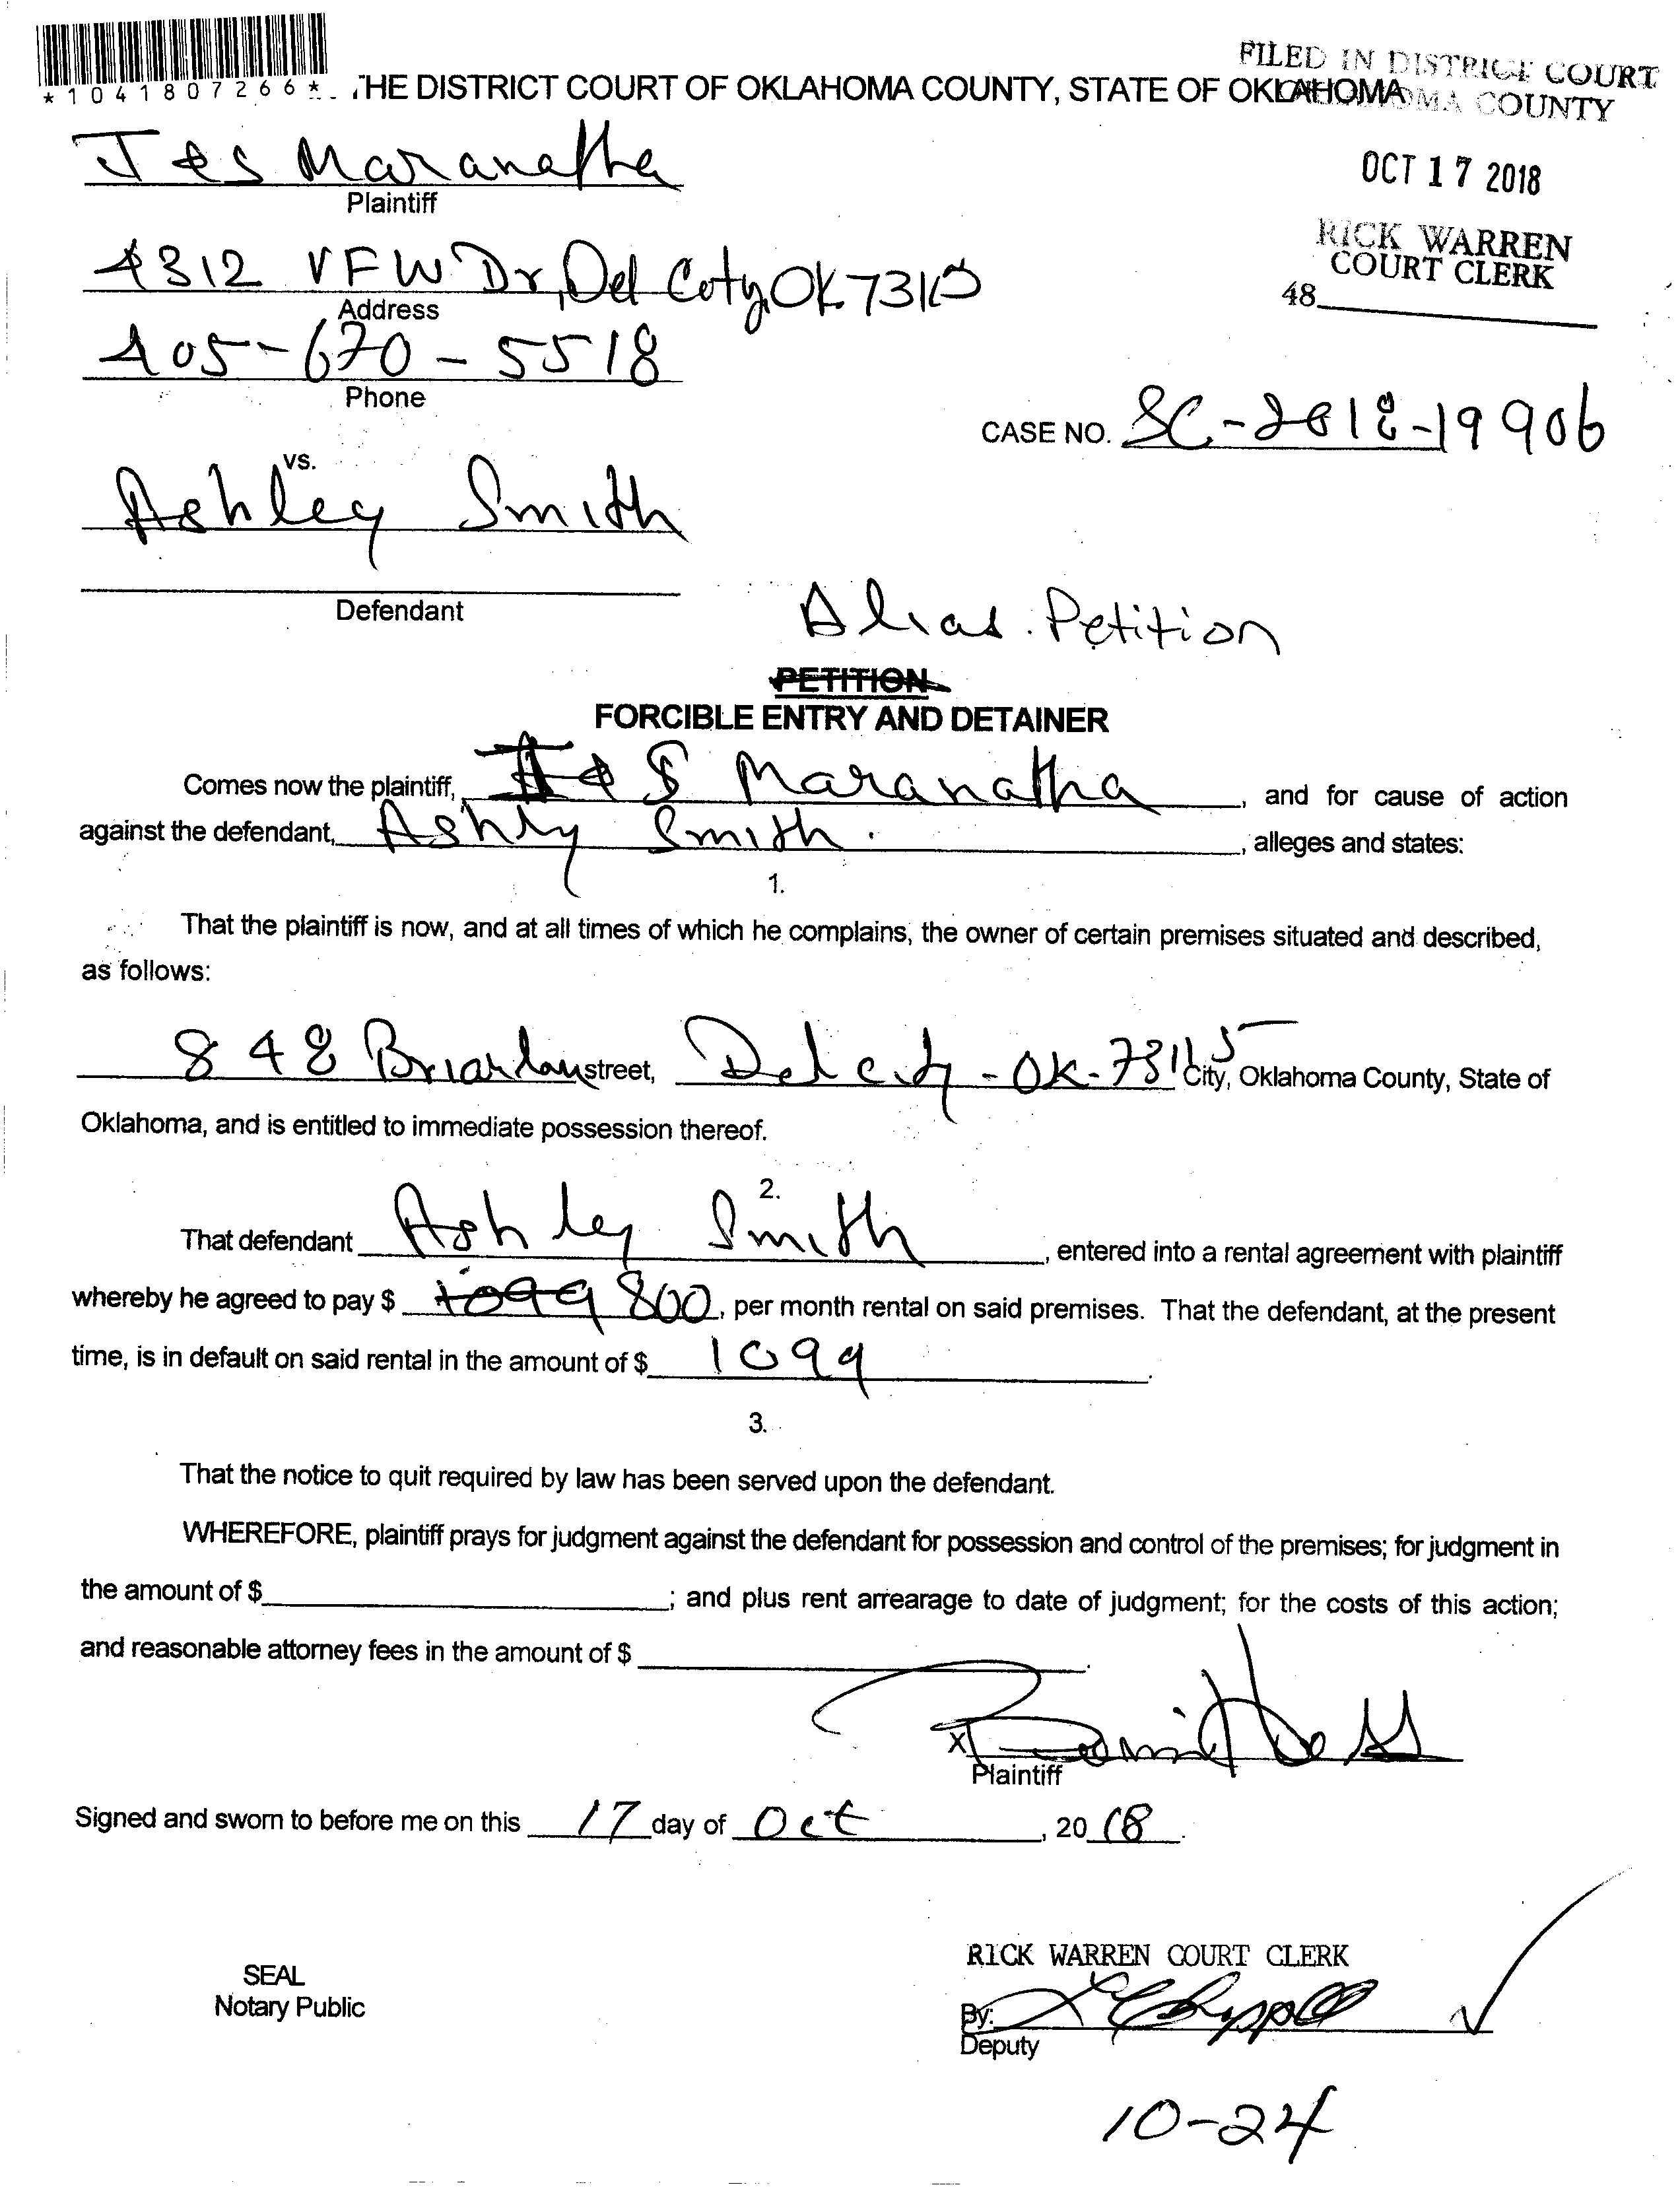 *1041807266*
THE DISTRICT COURT OF OKLAHOMA COUNTY, STATE OF OKLAHOMA
FILED IN DISTRICT COURT
OKLAHOMA COUNTY
J & S Maranatha
Plaintiff
OCT 17 2018
RICK WARREN
COURT CLERK
48
4312 VFW Dr, Del Coty, OK 73115
Address
405-670-5518
Phone
CASE NO. SC-2018-19906
vs.
Ashley Smith
Defendant
Alias Petition
PETITION
FORCIBLE ENTRY AND DETAINER
Comes now the plaintiff, J & S Maranatha, and for cause of action
against the defendant, Ashly Smith, alleges and states:
1.
That the plaintiff is now, and at all times of which he complains, the owner of certain premises situated and described,
as follows:
848 Briarlawn street, Del city - OK - 73115 City, Oklahoma County, State of
Oklahoma, and is entitled to immediate possession thereof.
2.
That defendant Ashley Smith, entered into a rental agreement with plaintiff
whereby he agreed to pay $ 1099 800, per month rental on said premises. That the defendant, at the present
time, is in default on said rental in the amount of $ 1099.
3.
That the notice to quit required by law has been served upon the defendant.
WHEREFORE, plaintiff prays for judgment against the defendant for possession and control of the premises; for judgment in
the amount of $ ; and plus rent arrearage to date of judgment; for the costs of this action;
and reasonable attorney fees in the amount of $ .
X
Plaintiff
Signed and sworn to before me on this 17 day of Oct, 2018.
RICK WARREN COURT CLERK
SEAL
Notary Public
By:
Deputy
10-24